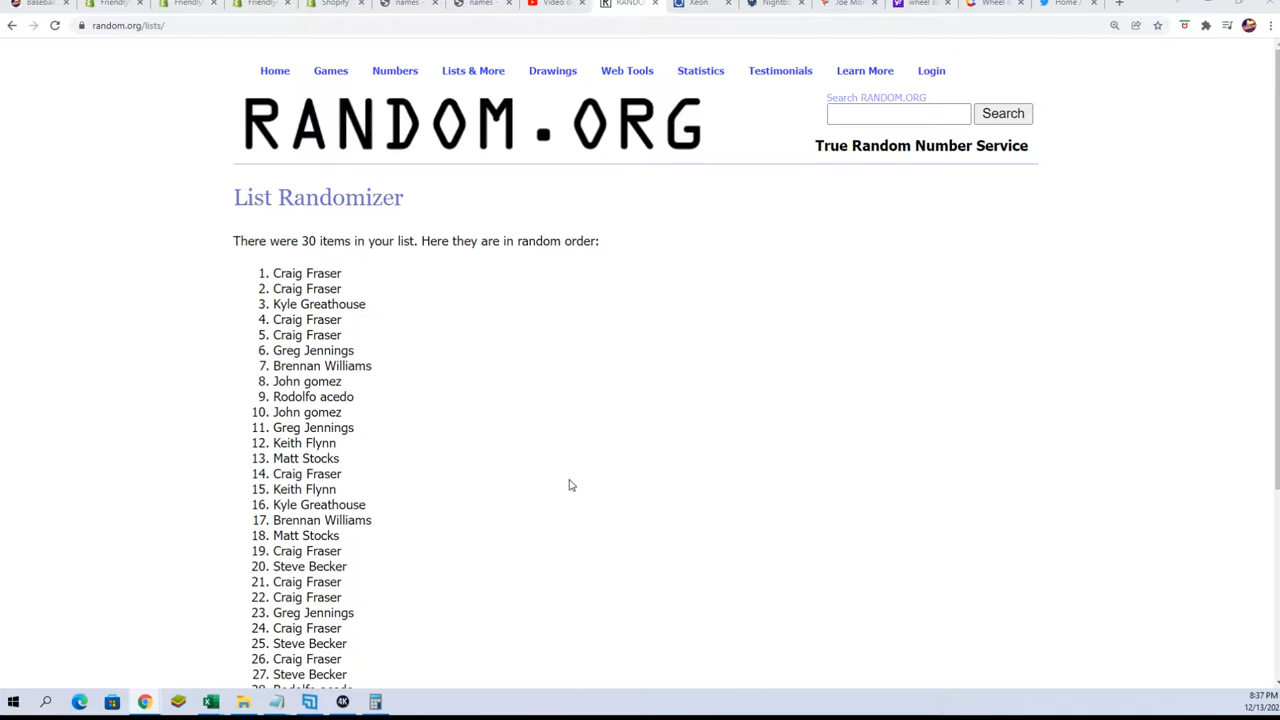 Baseball
Friendly
Friendly
Friendly
Shopify
names -
names -
Video o
RANDO
Xeon
Nightbo
Joe Mo
wheel o
Wheel o
Home /
random.org/lists/
Home Games Numbers Lists & More Drawings Web Tools Statistics Testimonials Learn More Login
RANDOM.ORG
Search RANDOM.ORG
Search
True Random Number Service
List Randomizer
There were 30 items in your list. Here they are in random order:
1. Craig Fraser
2. Craig Fraser
3. Kyle Greathouse
4. Craig Fraser
5. Craig Fraser
6. Greg Jennings
7. Brennan Williams
8. John gomez
9. Rodolfo acedo
10. John gomez
11. Greg Jennings
12. Keith Flynn
13. Matt Stocks
14. Craig Fraser
15. Keith Flynn
16. Kyle Greathouse
17. Brennan Williams
18. Matt Stocks
19. Craig Fraser
20. Steve Becker
21. Craig Fraser
22. Craig Fraser
23. Greg Jennings
24. Craig Fraser
25. Steve Becker
26. Craig Fraser
27. Steve Becker
28. Rodolfo acedo
4K
8:37 PM
12/13/202